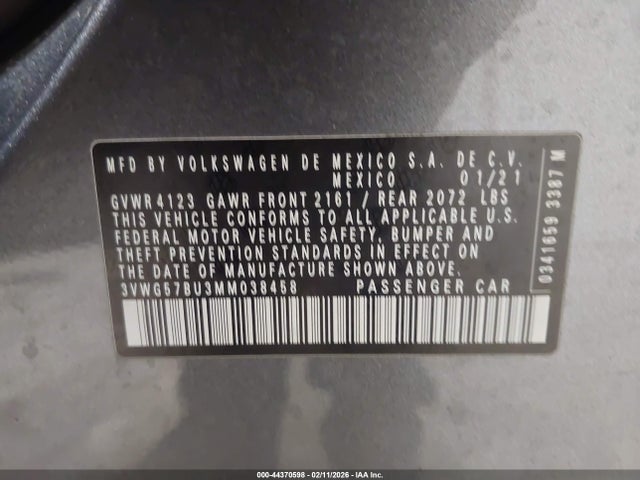 MFD BY VOLKSWAGEN DE MEXICO S.A. DE C.V.
MEXICO 01/21
GVWR 4123 GAWR FRONT 2161 / REAR 2072 LBS
THIS VEHICLE CONFORMS TO ALL APPLICABLE U.S.
FEDERAL MOTOR VEHICLE SAFETY, BUMPER AND
THEFT PREVENTION STANDARDS IN EFFECT ON
THE DATE OF MANUFACTURE SHOWN ABOVE.
3VWG57BU3MM038458 PASSENGER CAR
0341659 3387 M
000-44370598 - 02/11/2026 - IAA Inc.